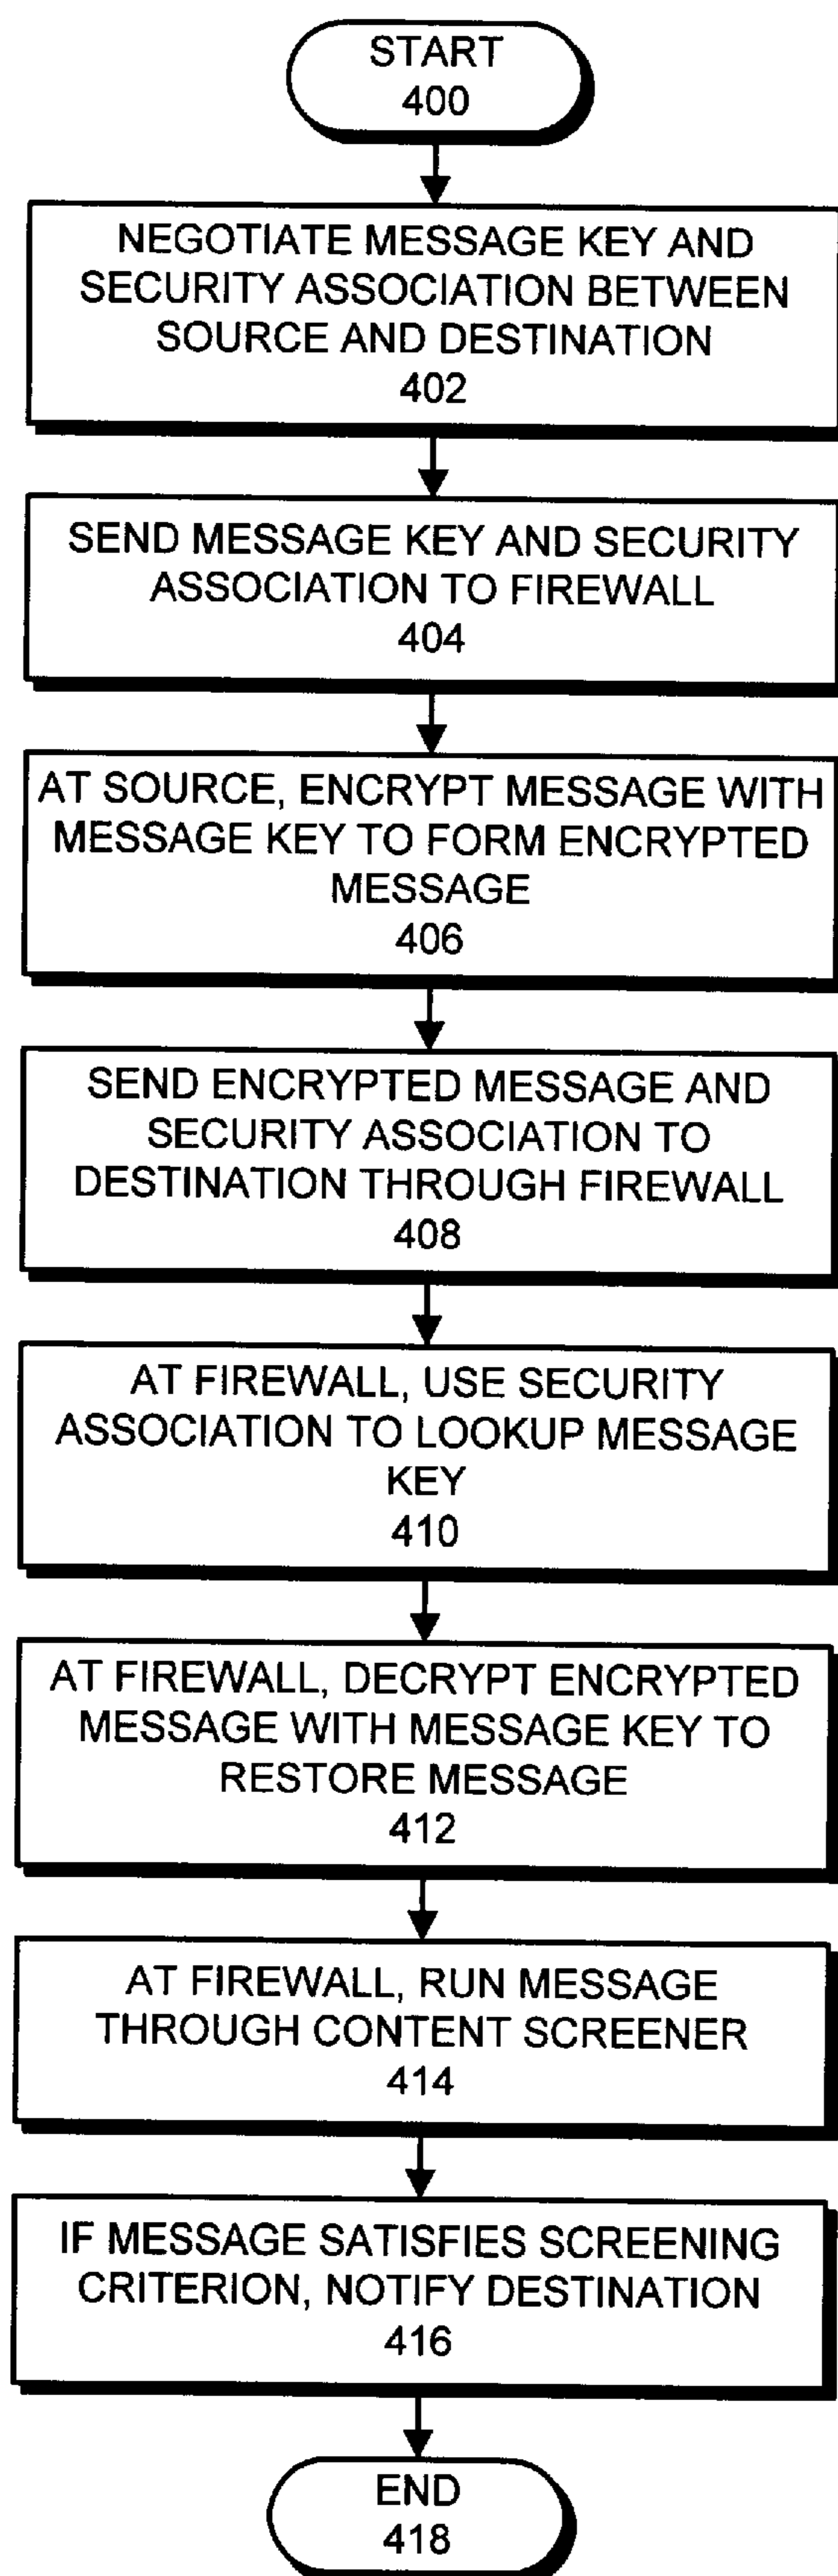 START
400
NEGOTIATE MESSAGE KEY AND
SECURITY ASSOCIATION BETWEEN
SOURCE AND DESTINATION
402
SEND MESSAGE KEY AND SECURITY
ASSOCIATION TO FIREWALL
404
AT SOURCE, ENCRYPT MESSAGE WITH
MESSAGE KEY TO FORM ENCRYPTED
MESSAGE
406
SEND ENCRYPTED MESSAGE AND
SECURITY ASSOCIATION TO
DESTINATION THROUGH FIREWALL
408
AT FIREWALL, USE SECURITY
ASSOCIATION TO LOOKUP MESSAGE
KEY
410
AT FIREWALL, DECRYPT ENCRYPTED
MESSAGE WITH MESSAGE KEY TO
RESTORE MESSAGE
412
AT FIREWALL, RUN MESSAGE
THROUGH CONTENT SCREENER
414
IF MESSAGE SATISFIES SCREENING
CRITERION, NOTIFY DESTINATION
416
END
418